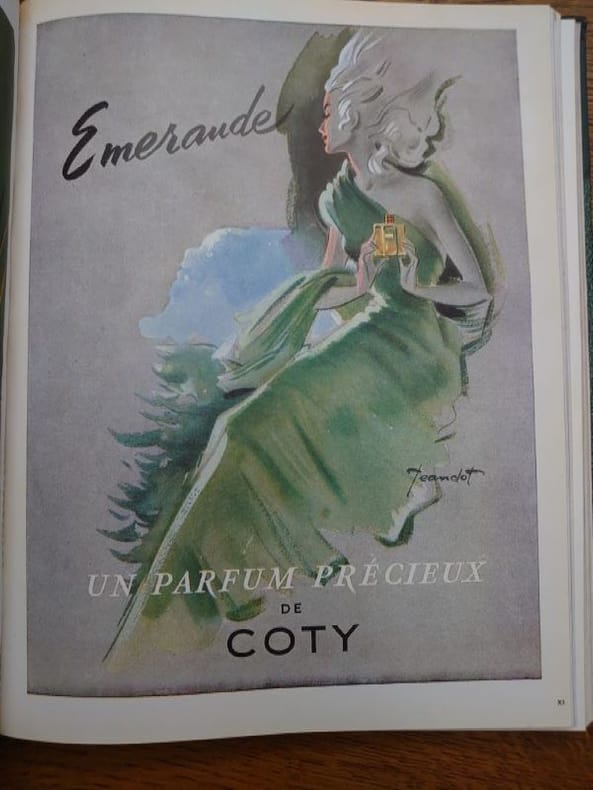 Emeraude
Jeandot
UN PARFUM PRÉCIEUX
DE
COTY